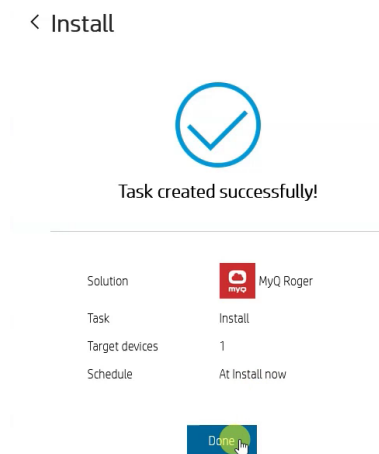 Install
Task created successfully!
Solution myQ MyQ Roger
Task Install
Target devices 1
Schedule At Install now
Done